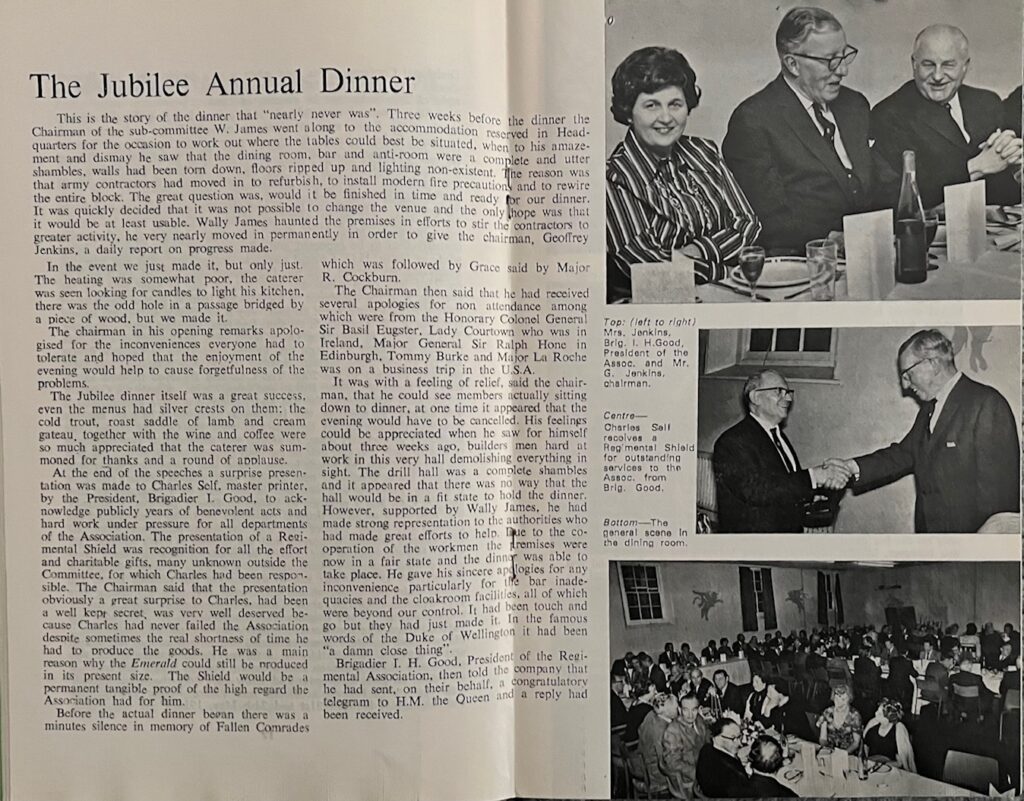 The Jubilee Annual Dinner
This is the story of the dinner that "nearly never was". Three weeks before the dinner the
Chairman of the sub-committee W. James went along to the accommodation reserved in Head-
quarters for the occasion to work out where the tables could best be situated, when to his amaze-
ment and dismay he saw that the dining room, bar and anti-room were a complete and utter
shambles, walls had been torn down, floors ripped up and lighting non-existent. The reason was
that army contractors had moved in to refurbish, to install modern fire precautions and to rewire
the entire block. The great question was, would it be finished in time and ready for our dinner.
It was quickly decided that it was not possible to change the venue and the only hope was that
it would be at least usable. Wally James haunted the premises in efforts to stir the contractors to
greater activity, he very nearly moved in permanently in order to give the chairman, Geoffrey
Jenkins, a daily report on progress made.
In the event we just made it, but only just.
The heating was somewhat poor, the caterer
was seen looking for candles to light his kitchen,
there was the odd hole in a passage bridged by
a piece of wood, but we made it.
The chairman in his opening remarks apolo-
gised for the inconveniences everyone had to
tolerate and hoped that the enjoyment of the
evening would help to cause forgetfulness of the
problems.
The Jubilee dinner itself was a great success,
even the menus had silver crests on them; the
cold trout, roast saddle of lamb and cream
gateau, together with the wine and coffee were
so much appreciated that the caterer was sum-
moned for thanks and a round of applause.
At the end of the speeches a surprise presen-
tation was made to Charles Self, master printer,
by the President, Brigadier I. Good, to ack-
nowledge publicly years of benevolent acts and
hard work under pressure for all departments
of the Association. The presentation of a Regi-
mental Shield was recognition for all the effort
and charitable gifts, many unknown outside the
Committee, for which Charles had been respon-
sible. The Chairman said that the presentation
obviously a great surprise to Charles, had been
a well kept secret, was very well deserved be-
cause Charles had never failed the Association
despite sometimes the real shortness of time he
had to produce the goods. He was a main
reason why the Emerald could still be produced
in its present size. The Shield would be a
permanent tangible proof of the high regard the
Association had for him.
Before the actual dinner began there was a
minutes silence in memory of Fallen Comrades
which was followed by Grace said by Major
R. Cockburn.
The Chairman then said that he had received
several apologies for non attendance among
which were from the Honorary Colonel General
Sir Basil Eugster, Lady Courtown who was in
Ireland, Major General Sir Ralph Hone in
Edinburgh, Tommy Burke and Major La Roche
was on a business trip in the U.S.A.
It was with a feeling of relief, said the chair-
man, that he could see members actually sitting
down to dinner, at one time it appeared that the
evening would have to be cancelled. His feelings
could be appreciated when he saw for himself
about three weeks ago, builders men hard at
work in this very hall demolishing everything in
sight. The drill hall was a complete shambles
and it appeared that there was no way that the
hall would be in a fit state to hold the dinner.
However, supported by Wally James, he had
made strong representation to the authorities who
had made great efforts to help. Due to the co-
operation of the workmen the premises were
now in a fair state and the dinner was able to
take place. He gave his sincere apologies for any
inconvenience particularly for the bar inade-
quacies and the cloakroom facilities, all of which
were beyond our control. It had been touch and
go but they had just made it. In the famous
words of the Duke of Wellington it had been
"a damn close thing".
Brigadier I. H. Good, President of the Regi-
mental Association, then told the company that
he had sent, on their behalf, a congratulatory
telegram to H.M. the Queen and a reply had
been received.
Top: (left to right)
Mrs. Jenkins,
Brig. I. H.Good,
President of the
Assoc. and Mr.
G. Jenkins,
chairman.
Centre—
Charles Self
receives a
Regimental Shield
for outstanding
services to the
Assoc. from
Brig. Good.
Bottom—The
general scene in
the dining room.